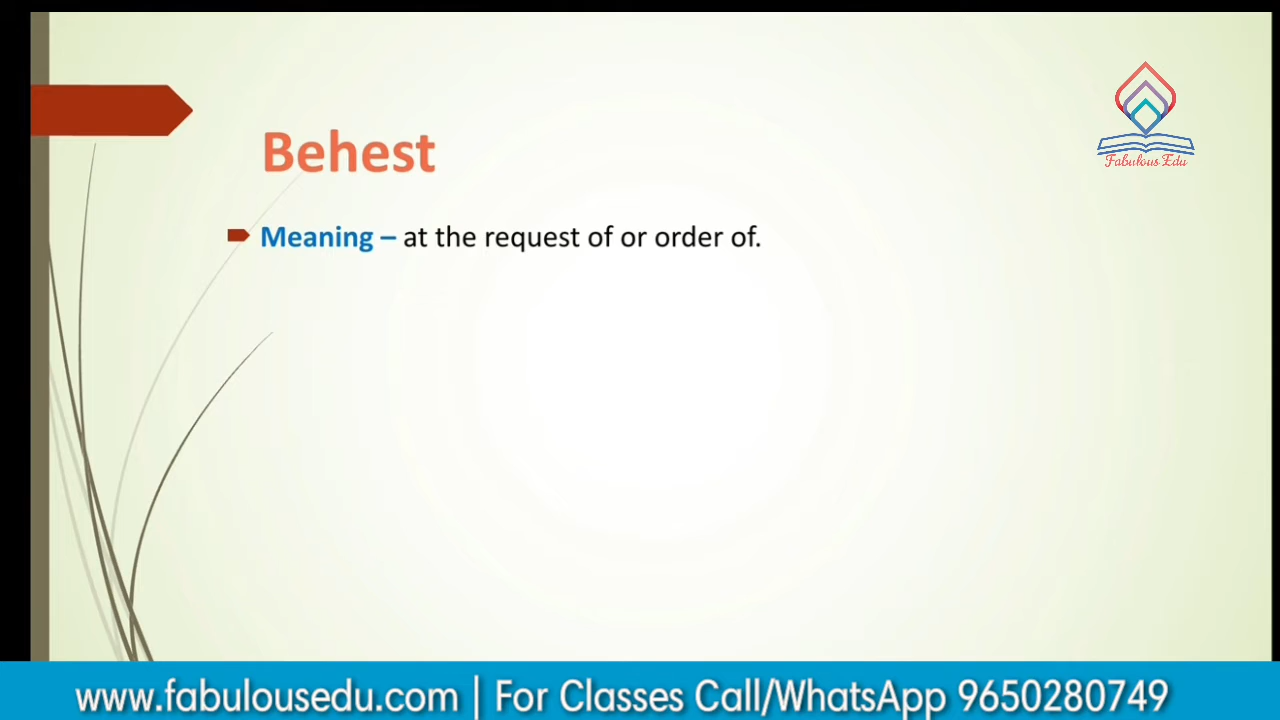 Fabulous Edu
Behest
Meaning – at the request of or order of.
www.fabulousedu.com | For Classes Call/WhatsApp 9650280749